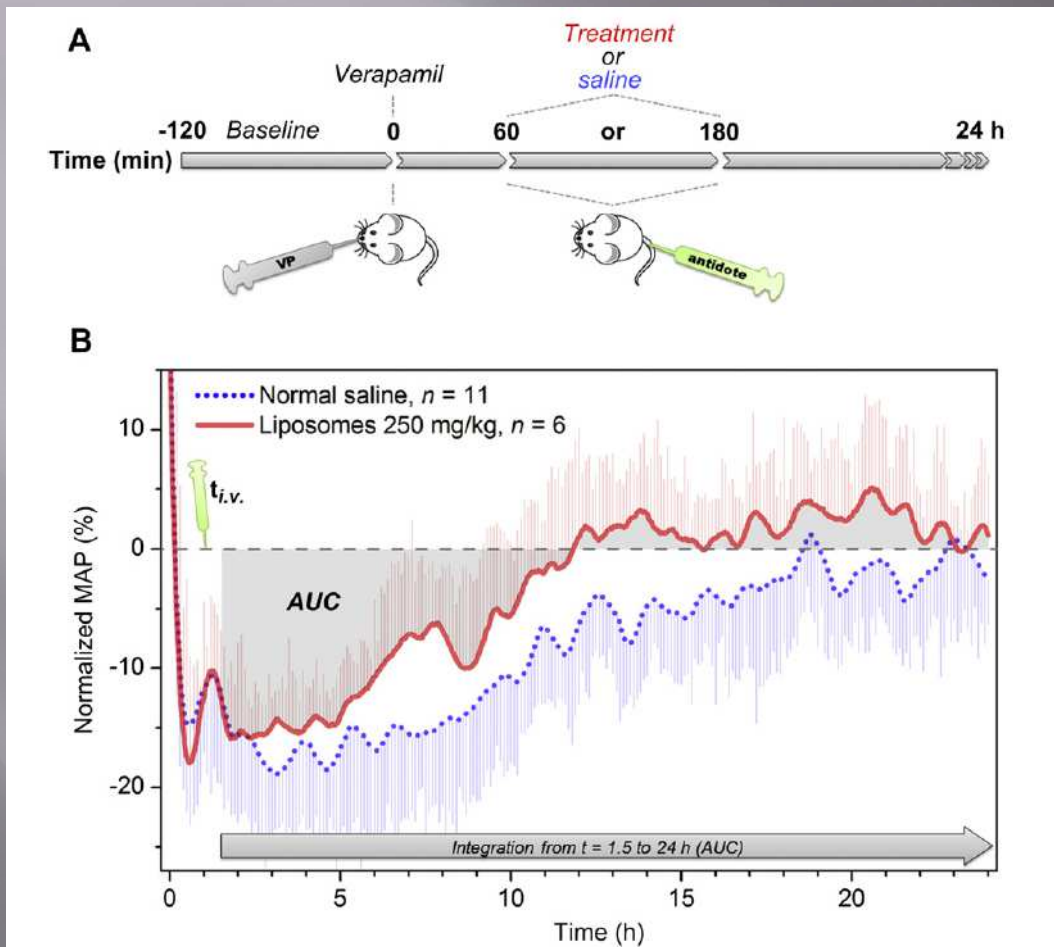 A
Treatment
or
saline
Verapamil
-120 Baseline 0 60 or 180 24 h
Time (min)
VP
antidote
B
Normal saline, n = 11
Liposomes 250 mg/kg, n = 6
10
t i.v.
0
AUC
-10
-20
Normalized MAP (%)
Integration from t = 1.5 to 24 h (AUC)
0 5 10 15 20
Time (h)